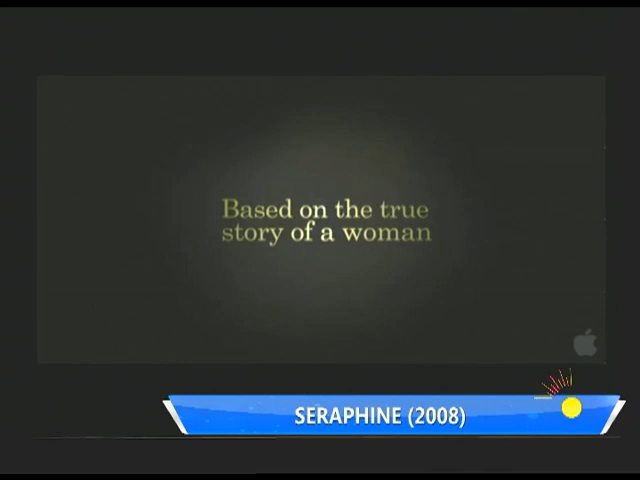 Based on the true
story of a woman
SERAPHINE (2008)